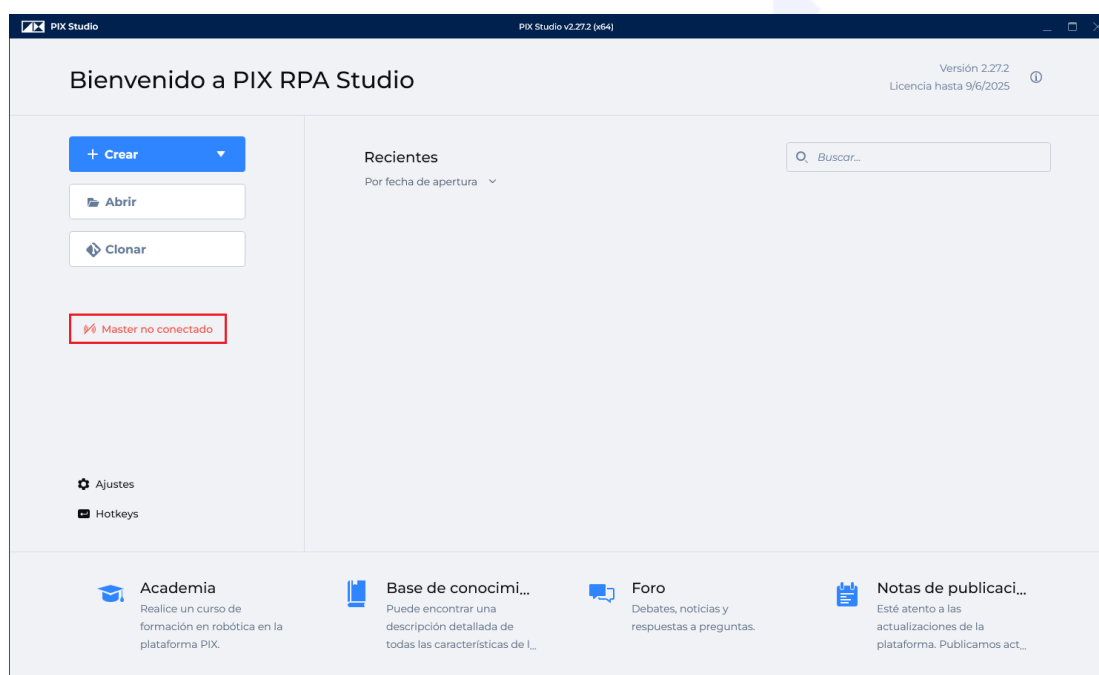 PIX Studio
PIX Studio v2.27.2 (x64)
Bienvenido a PIX RPA Studio
Versión 2.27.2
Licencia hasta 9/6/2025
+ Crear
Abrir
Clonar
Master no conectado
Ajustes
Hotkeys
Recientes
Por fecha de apertura
Buscar...
Academia
Realice un curso de
formación en robótica en la
plataforma PIX.
Base de conocimi...
Puede encontrar una
descripción detallada de
todas las características de l...
Foro
Debates, noticias y
respuestas a preguntas.
Notas de publicaci...
Esté atento a las
actualizaciones de la
plataforma. Publicamos act...